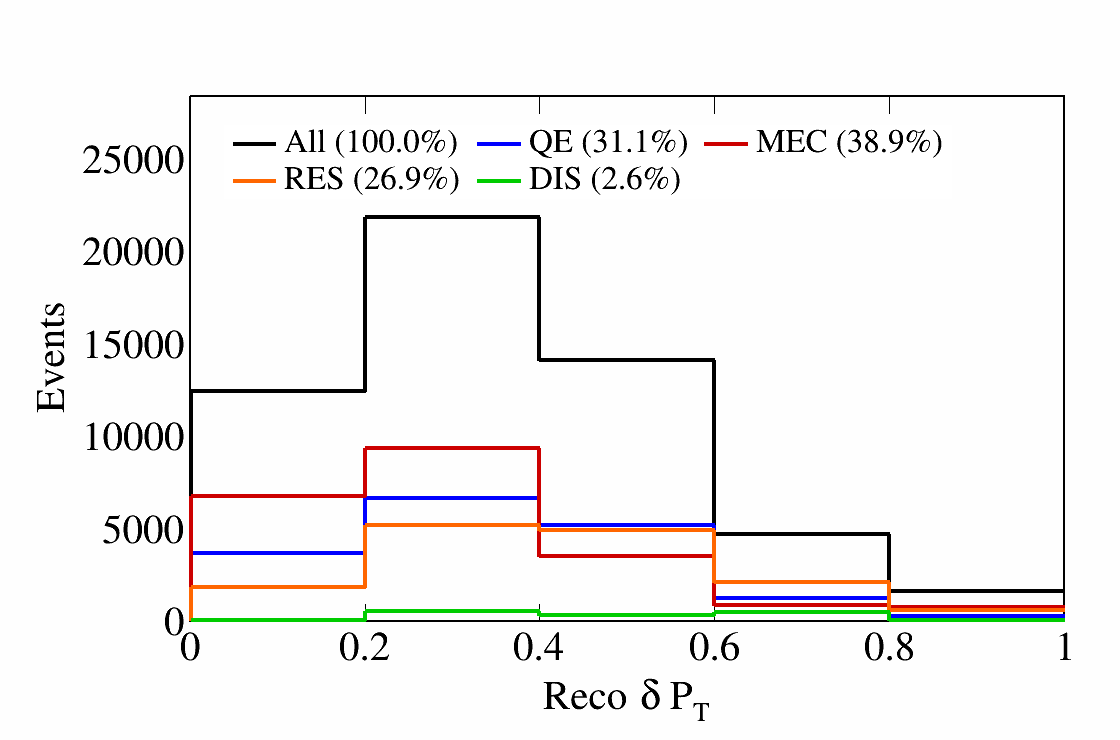 All (100.0%) QE (31.1%) MEC (38.9%)
RES (26.9%) DIS (2.6%)
25000
20000
15000
10000
5000
0
Events
0 0.2 0.4 0.6 0.8 1
Reco δ P_T